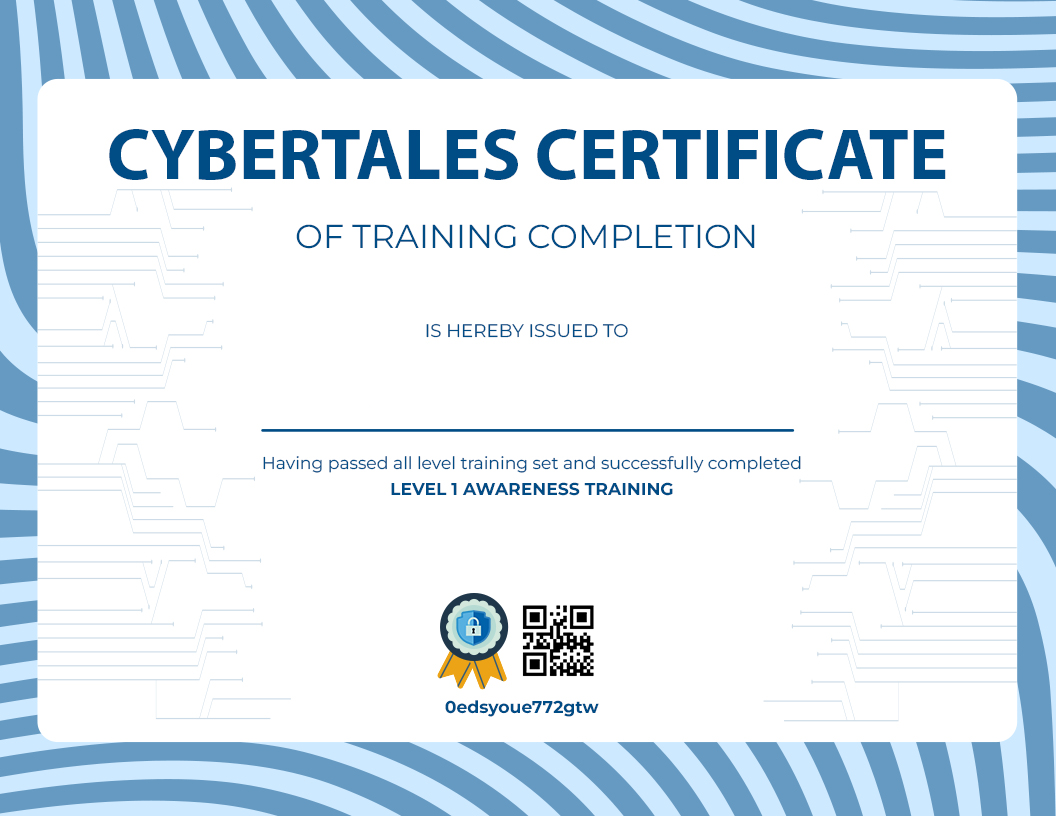 CYBERTALES CERTIFICATE
OF TRAINING COMPLETION
IS HEREBY ISSUED TO
Having passed all level training set and successfully completed
LEVEL 1 AWARENESS TRAINING
0edsyoue772gtw